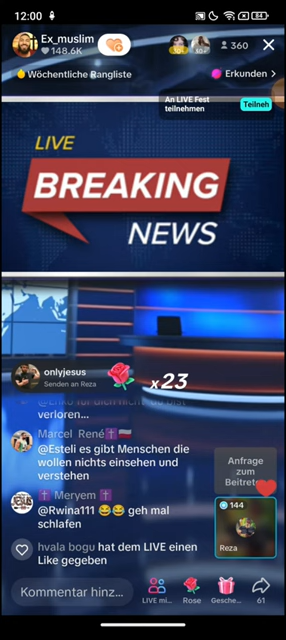 12:00
84
Ex_muslim
148.6K
30+
360
Wöchentliche Rangliste
Erkunden >
An LIVE Fest
teilnehmen
Teilneh
LIVE
BREAKING
NEWS
onlyjesus
Senden an Reza
x23
verloren...
Marcel René
@Esteli es gibt Menschen die
wollen nichts einsehen und
verstehen
Meryem
@Rwina111 😂😂 geh mal
schlafen
hvala bogu hat dem LIVE einen
Like gegeben
Anfrage
zum
Beitrete
144
Reza
Kommentar hinz...
LIVE mi...
Rose
Gesche...
61